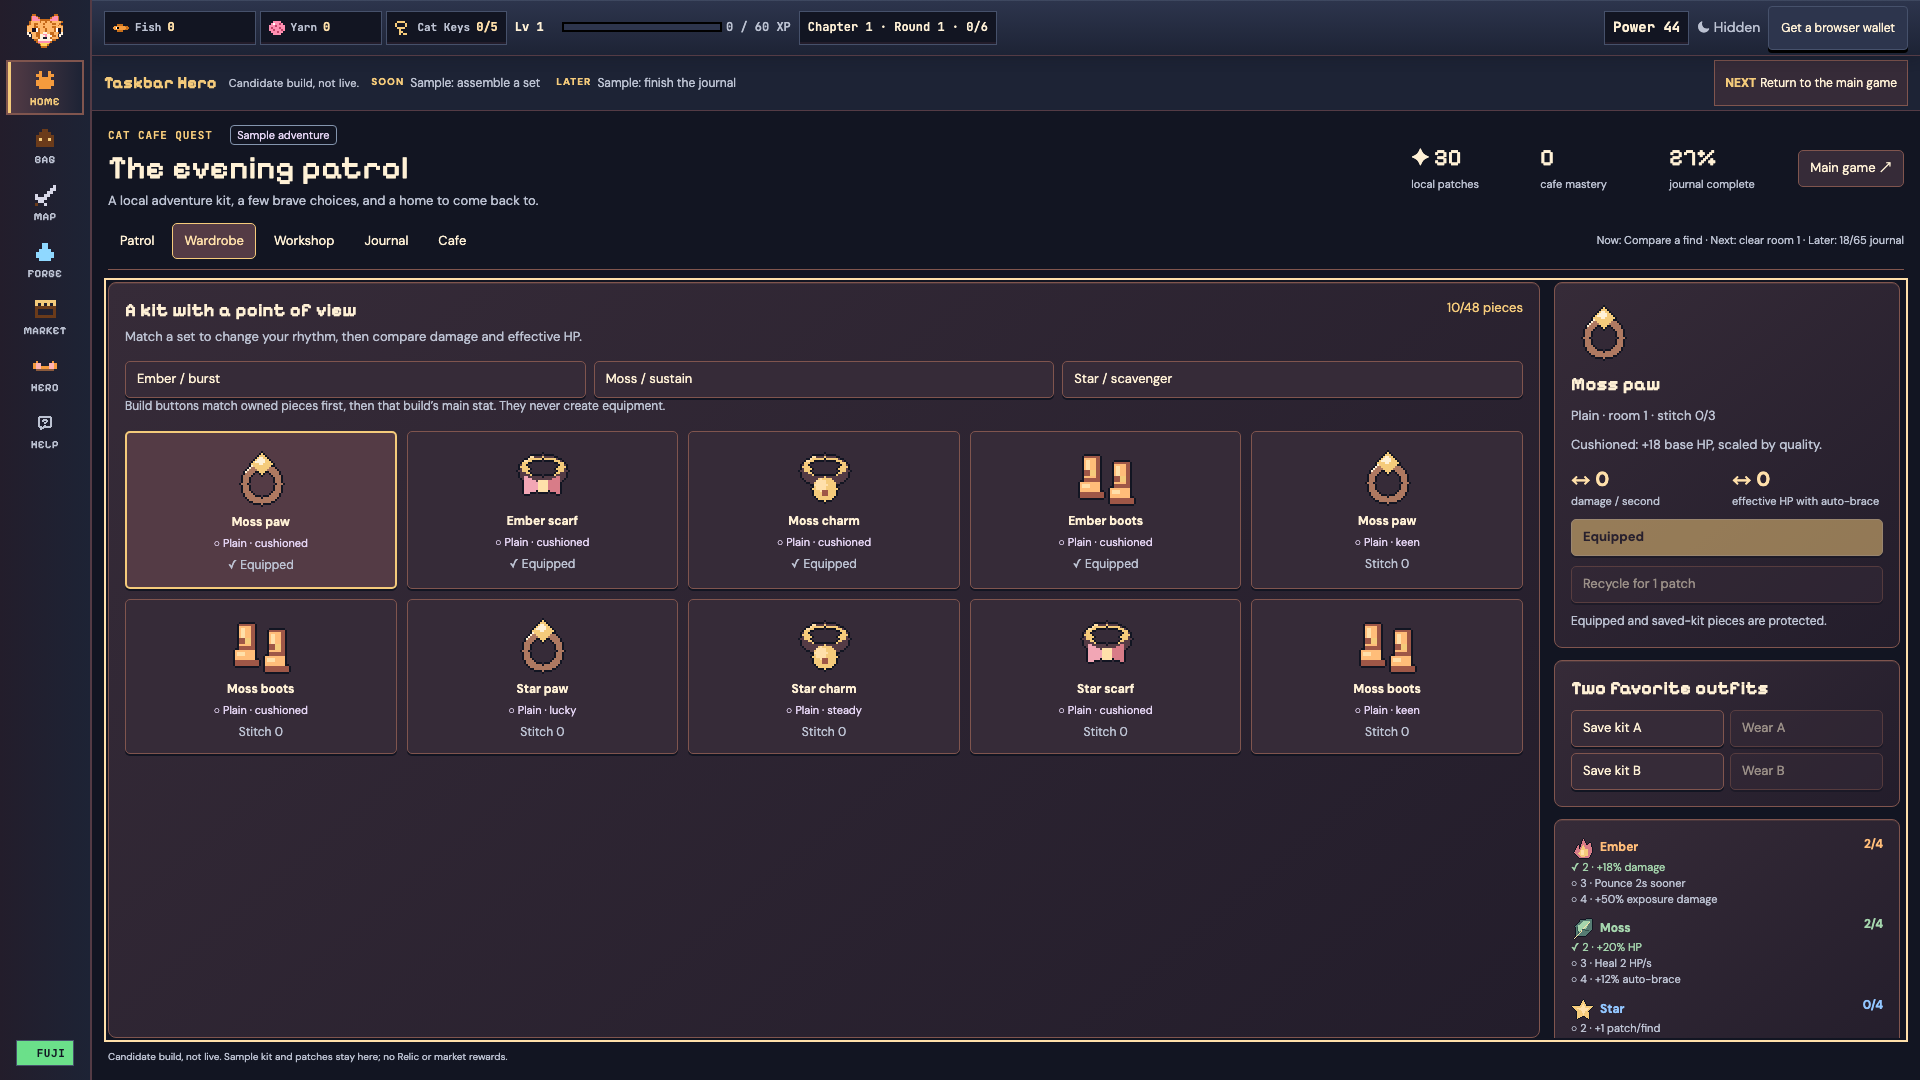 Fish 0
Yarn 0
Cat Keys 0/5
Lv 1
0 / 60 XP
Chapter 1 · Round 1 · 0/6
Power 44
Hidden
Get a browser wallet
HOME
BAG
MAP
FORGE
MARKET
HERO
HELP
FUJI
Taskbar Hero
Candidate build, not live.
SOON Sample: assemble a set
LATER Sample: finish the journal
NEXT Return to the main game
CAT CAFE QUEST
Sample adventure
The evening patrol
A local adventure kit, a few brave choices, and a home to come back to.
30
local patches
0
cafe mastery
27%
journal complete
Main game ↗
Patrol
Wardrobe
Workshop
Journal
Cafe
Now: Compare a find · Next: clear room 1 · Later: 18/65 journal
A kit with a point of view
10/48 pieces
Match a set to change your rhythm, then compare damage and effective HP.
Ember / burst
Moss / sustain
Star / scavenger
Build buttons match owned pieces first, then that build's main stat. They never create equipment.
Moss paw
○ Plain · cushioned
✓ Equipped
Ember scarf
○ Plain · cushioned
✓ Equipped
Moss charm
○ Plain · cushioned
✓ Equipped
Ember boots
○ Plain · cushioned
✓ Equipped
Moss paw
○ Plain · keen
Stitch 0
Moss boots
○ Plain · cushioned
Stitch 0
Star paw
○ Plain · lucky
Stitch 0
Star charm
○ Plain · steady
Stitch 0
Star scarf
○ Plain · cushioned
Stitch 0
Moss boots
○ Plain · keen
Stitch 0
Moss paw
Plain · room 1 · stitch 0/3
Cushioned: +18 base HP, scaled by quality.
↔ 0
damage / second
↔ 0
effective HP with auto-brace
Equipped
Recycle for 1 patch
Equipped and saved-kit pieces are protected.
Two favorite outfits
Save kit A
Wear A
Save kit B
Wear B
Ember
2/4
✓ 2 · +18% damage
○ 3 · Pounce 2s sooner
○ 4 · +50% exposure damage
Moss
2/4
✓ 2 · +20% HP
○ 3 · Heal 2 HP/s
○ 4 · +12% auto-brace
Star
0/4
○ 2 · +1 patch/find
Candidate build, not live. Sample kit and patches stay here; no Relic or market rewards.